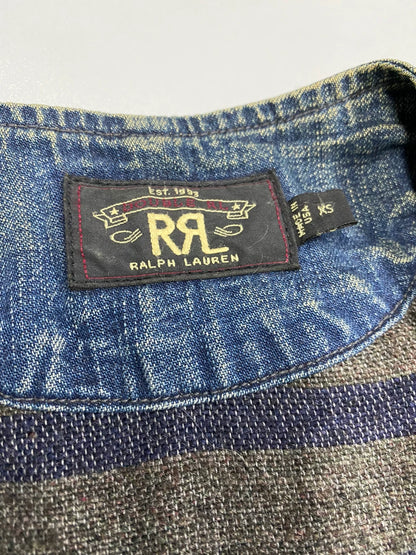 Est. 1993
RRL
RALPH LAUREN
MADE IN
USA
XS